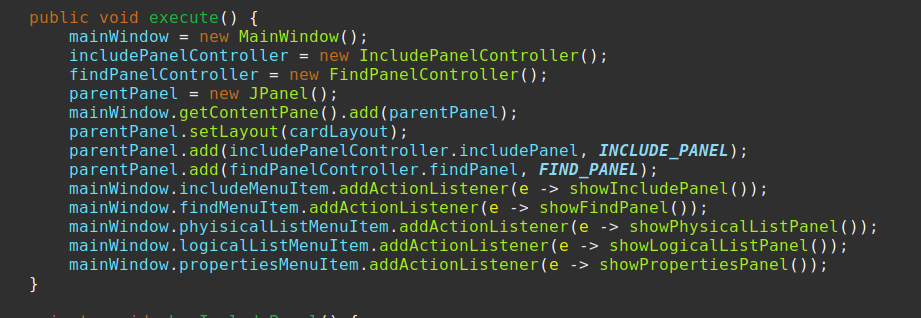 public void execute() {
mainWindow = new MainWindow();
includePanelController = new IncludePanelController();
findPanelController = new FindPanelController();
parentPanel = new JPanel();
mainWindow.getContentPane().add(parentPanel);
parentPanel.setLayout(cardLayout);
parentPanel.add(includePanelController.includePanel, INCLUDE_PANEL);
parentPanel.add(findPanelController.findPanel, FIND_PANEL);
mainWindow.includeMenuItem.addActionListener(e -> showIncludePanel());
mainWindow.findMenuItem.addActionListener(e -> showFindPanel());
mainWindow.phyisicalListMenuItem.addActionListener(e -> showPhysicalListPanel());
mainWindow.logicalListMenuItem.addActionListener(e -> showLogicalListPanel());
mainWindow.propertiesMenuItem.addActionListener(e -> showPropertiesPanel());
}